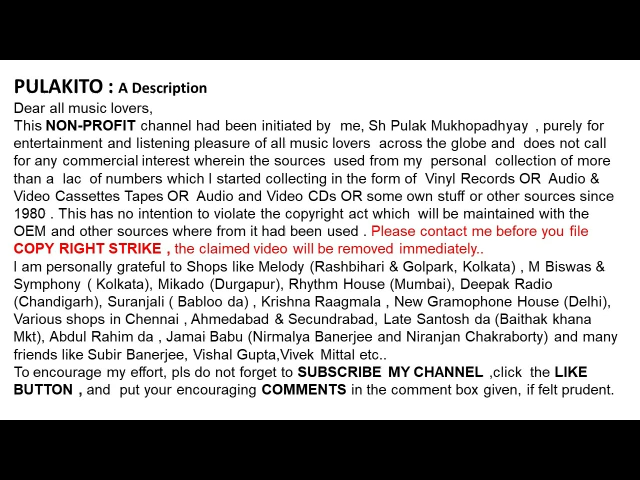 PULAKITO : A Description
Dear all music lovers,
This NON-PROFIT channel had been initiated by me, Sh Pulak Mukhopadhyay , purely for
entertainment and listening pleasure of all music lovers across the globe and does not call
for any commercial interest wherein the sources used from my personal collection of more
than a lac of numbers which I started collecting in the form of Vinyl Records OR Audio &
Video Cassettes Tapes OR Audio and Video CDs OR some own stuff or other sources since
1980 . This has no intention to violate the copyright act which will be maintained with the
OEM and other sources where from it had been used . Please contact me before you file
COPY RIGHT STRIKE , the claimed video will be removed immediately..
I am personally grateful to Shops like Melody (Rashbihari & Golpark, Kolkata) , M Biswas &
Symphony ( Kolkata), Mikado (Durgapur), Rhythm House (Mumbai), Deepak Radio
(Chandigarh), Suranjali ( Babloo da) , Krishna Raagmala , New Gramophone House (Delhi),
Various shops in Chennai , Ahmedabad & Secundrabad, Late Santosh da (Baithak khana
Mkt), Abdul Rahim da , Jamai Babu (Nirmalya Banerjee and Niranjan Chakraborty) and many
friends like Subir Banerjee, Vishal Gupta,Vivek Mittal etc..
To encourage my effort, pls do not forget to SUBSCRIBE MY CHANNEL ,click the LIKE
BUTTON , and put your encouraging COMMENTS in the comment box given, if felt prudent.